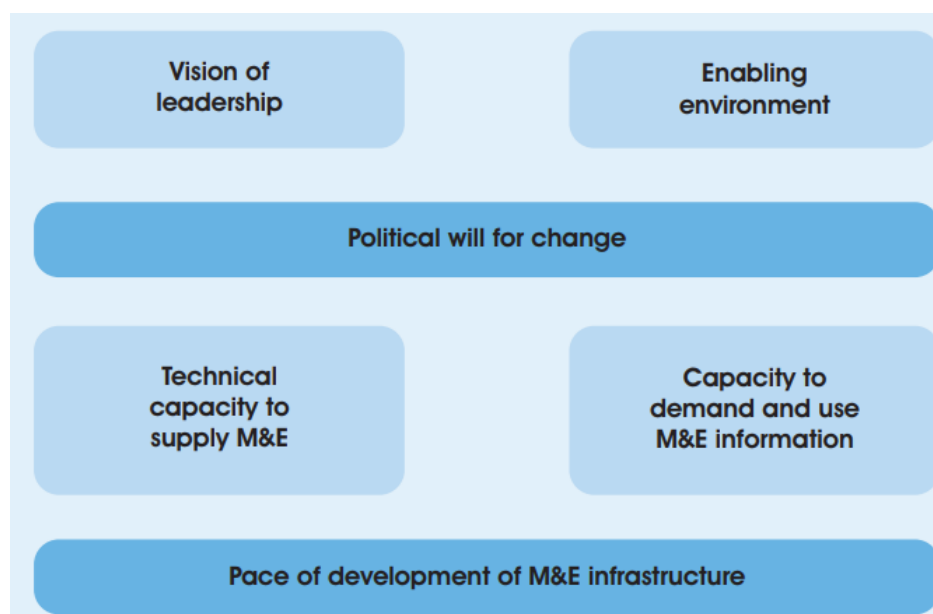 Vision of
leadership
Enabling
environment
Political will for change
Technical
capacity to
supply M&E
Capacity to
demand and use
M&E information
Pace of development of M&E infrastructure